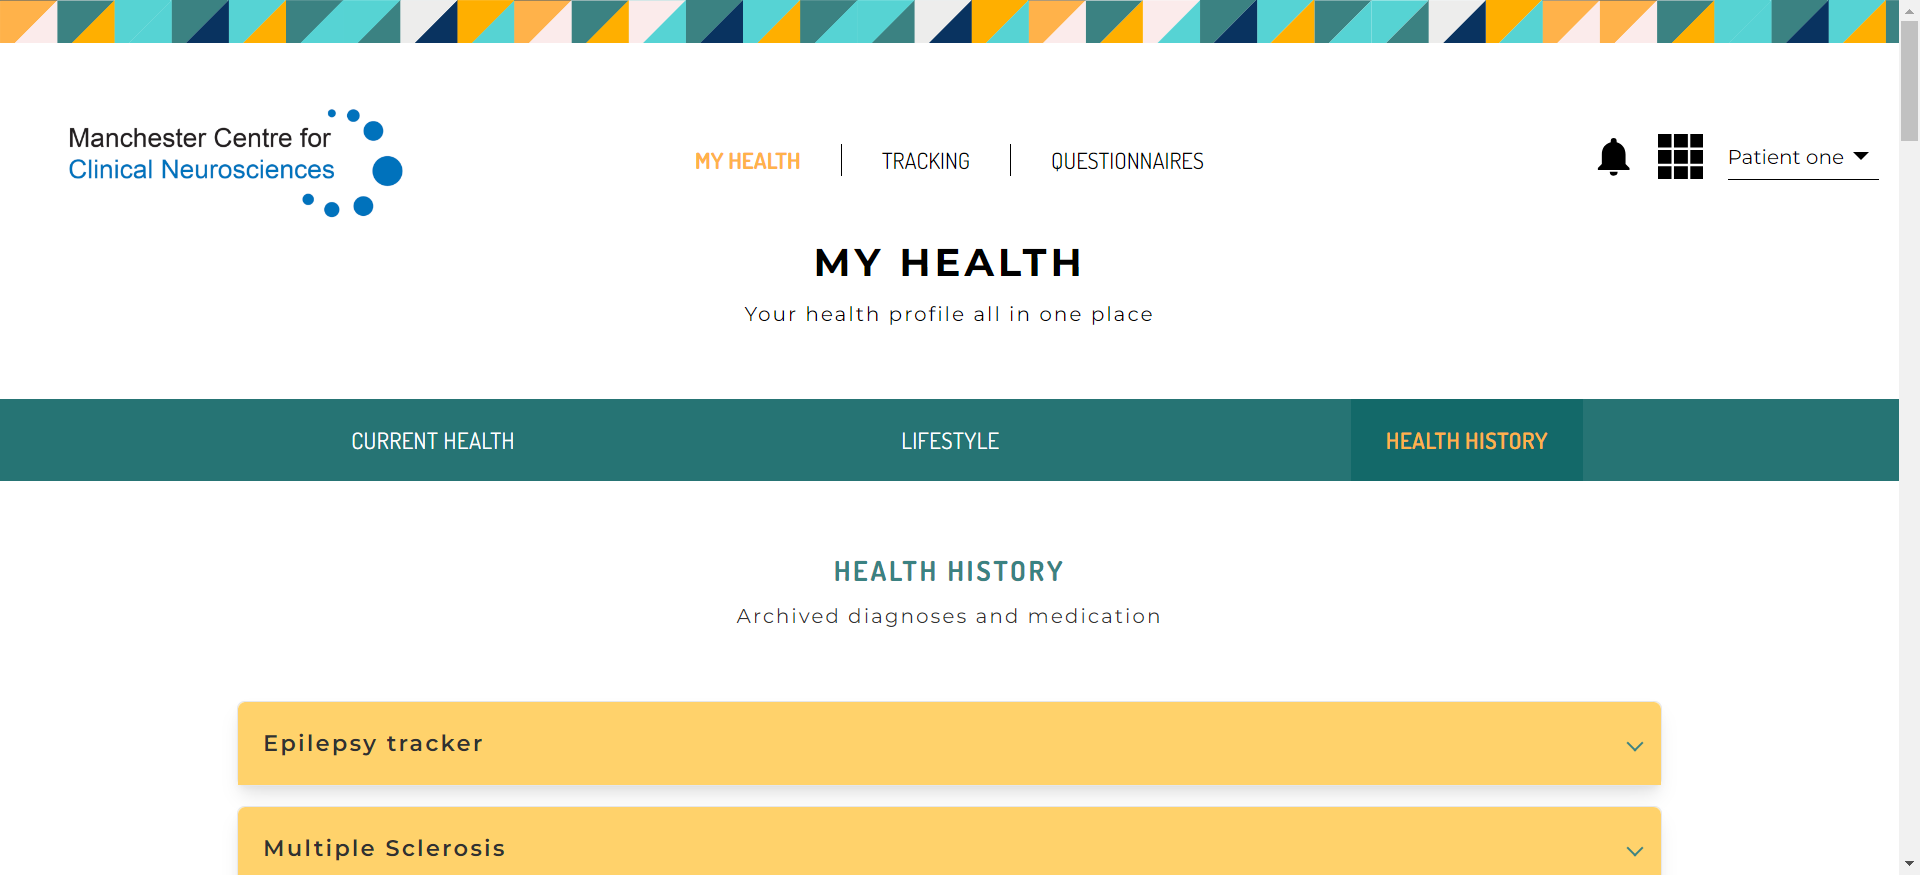 Manchester Centre for
Clinical Neurosciences
MY HEALTH
TRACKING
QUESTIONNAIRES
Patient one
MY HEALTH
Your health profile all in one place
CURRENT HEALTH
LIFESTYLE
HEALTH HISTORY
HEALTH HISTORY
Archived diagnoses and medication
Epilepsy tracker
Multiple Sclerosis